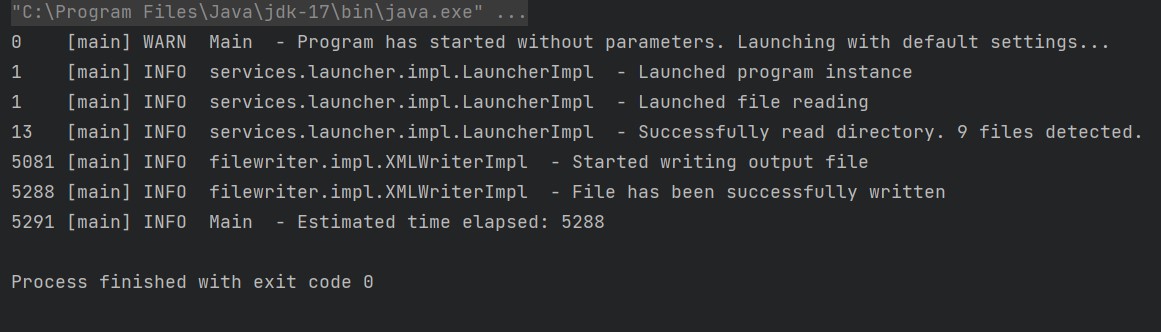 "C:\Program Files\Java\jdk-17\bin\java.exe" ...
0    [main] WARN  Main  - Program has started without parameters. Launching with default settings...
1    [main] INFO  services.launcher.impl.LauncherImpl  - Launched program instance
1    [main] INFO  services.launcher.impl.LauncherImpl  - Launched file reading
13   [main] INFO  services.launcher.impl.LauncherImpl  - Successfully read directory. 9 files detected.
5081 [main] INFO  filewriter.impl.XMLWriterImpl  - Started writing output file
5288 [main] INFO  filewriter.impl.XMLWriterImpl  - File has been successfully written
5291 [main] INFO  Main  - Estimated time elapsed: 5288
Process finished with exit code 0